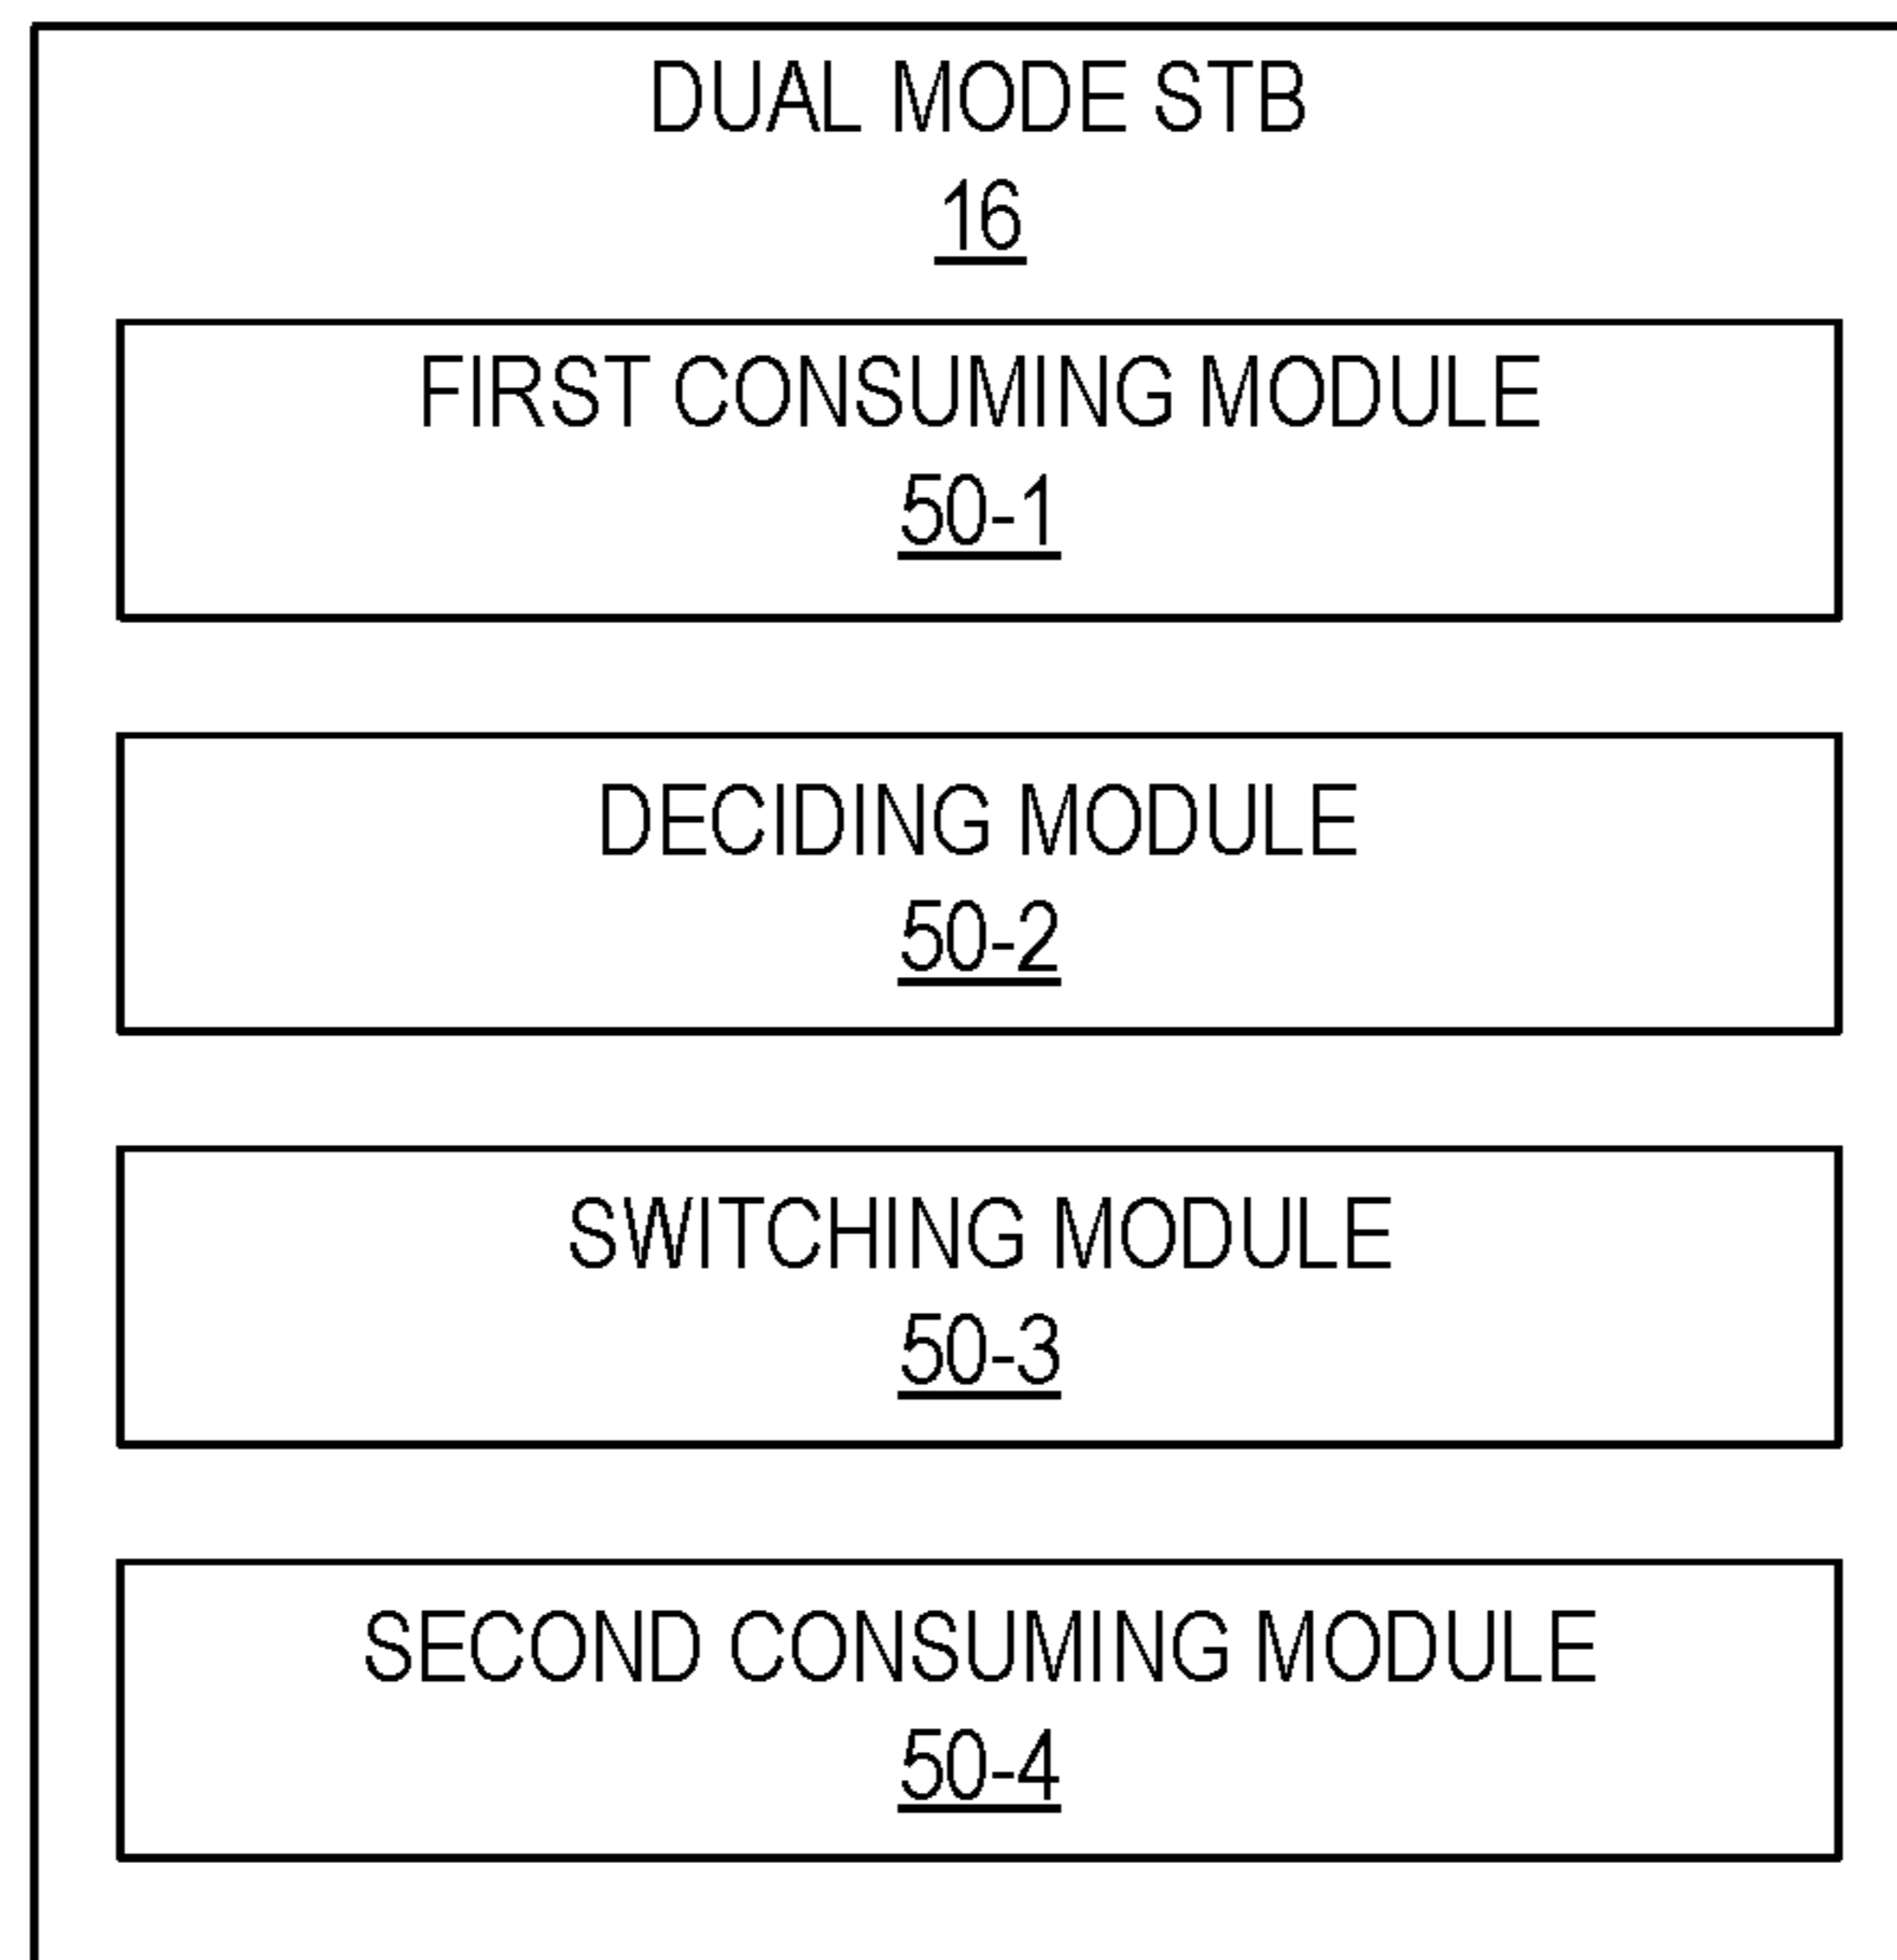 DUAL MODE STB
16
FIRST CONSUMING MODULE
50-1
DECIDING MODULE
50-2
SWITCHING MODULE
50-3
SECOND CONSUMING MODULE
50-4